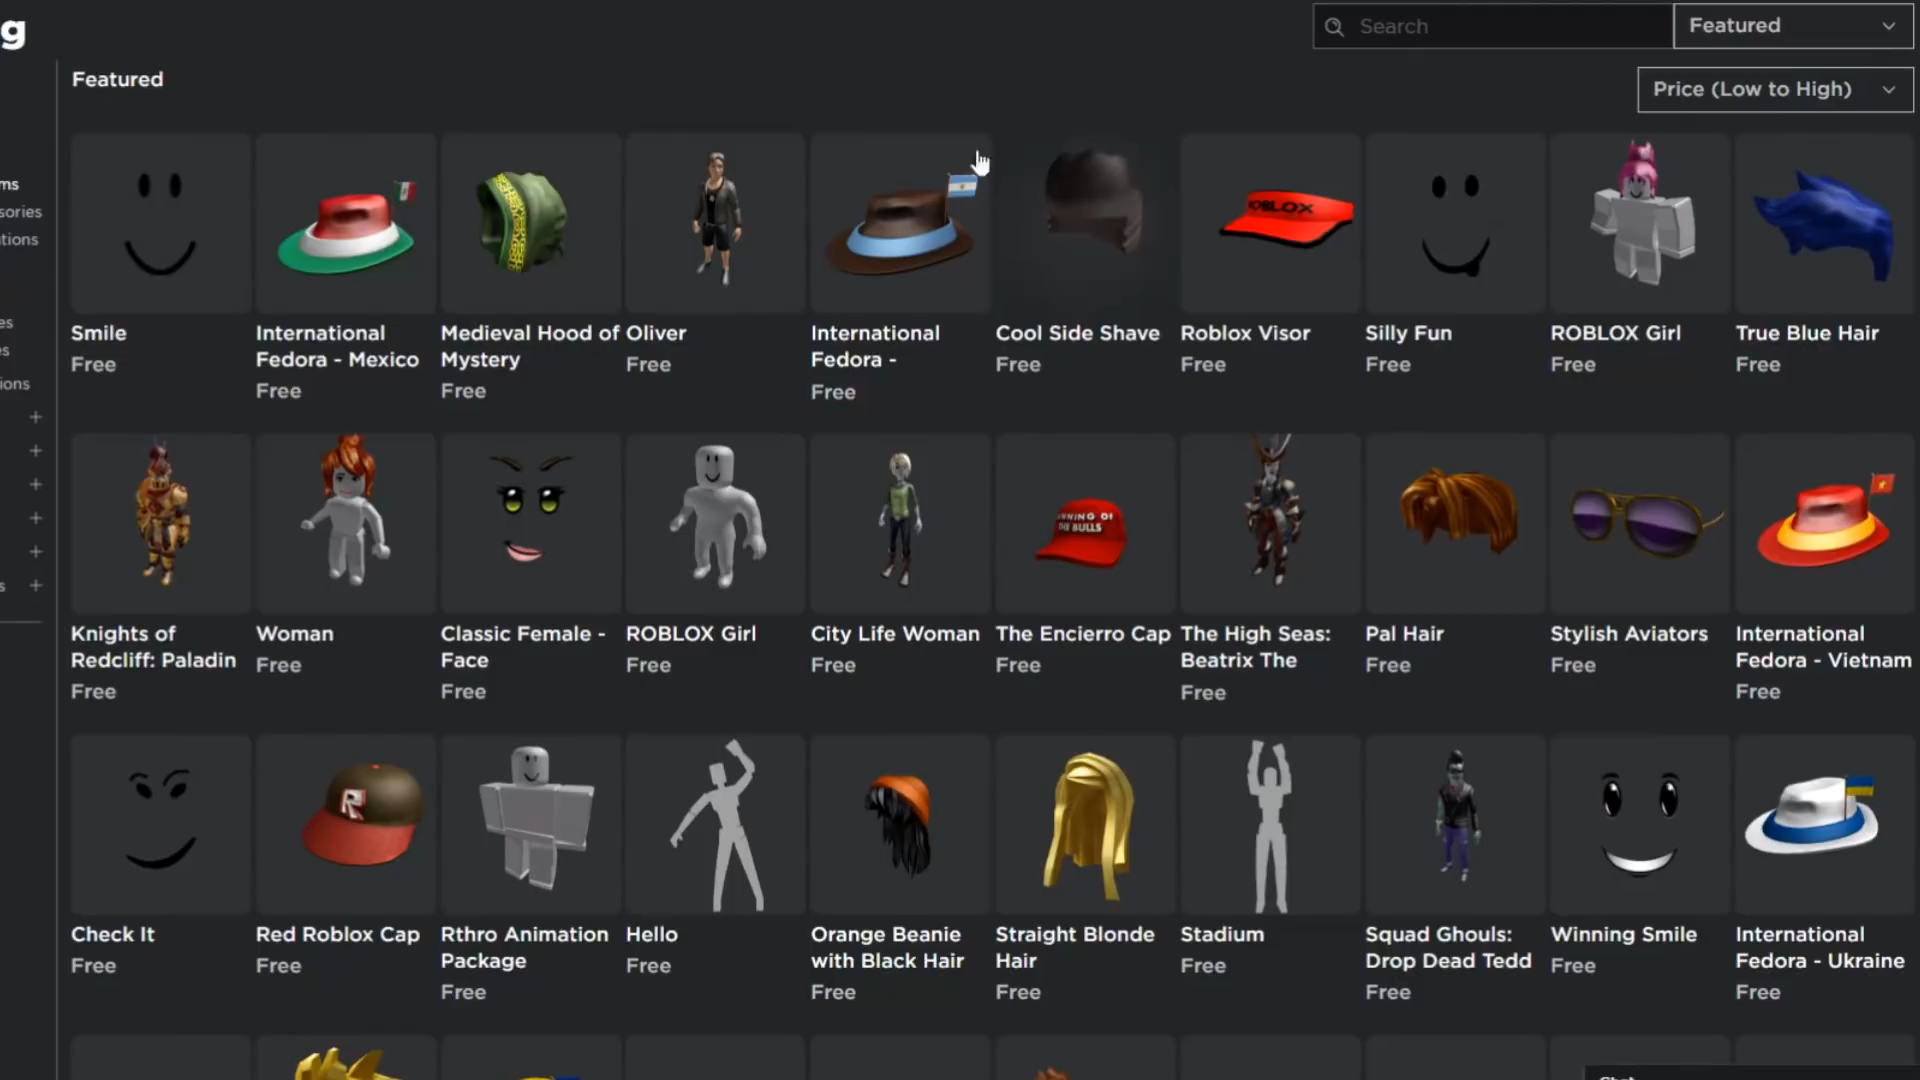 g
Search
Featured
Featured
Price (Low to High)
ms
sories
tions
es
s
ions
+
+
+
+
+
s +
ROBLOX
Smile
Free
International
Fedora - Mexico
Free
Medieval Hood of
Mystery
Free
Oliver
Free
International
Fedora -
Free
Cool Side Shave
Free
Roblox Visor
Free
Silly Fun
Free
ROBLOX Girl
Free
True Blue Hair
Free
THE BULLS
Knights of
Redcliff: Paladin
Free
Woman
Free
Classic Female -
Face
Free
ROBLOX Girl
Free
City Life Woman
Free
The Encierro Cap
Free
The High Seas:
Beatrix The
Free
Pal Hair
Free
Stylish Aviators
Free
International
Fedora - Vietnam
Free
R
Check It
Free
Red Roblox Cap
Free
Rthro Animation
Package
Free
Hello
Free
Orange Beanie
with Black Hair
Free
Straight Blonde
Hair
Free
Stadium
Free
Squad Ghouls:
Drop Dead Tedd
Free
Winning Smile
Free
International
Fedora - Ukraine
Free